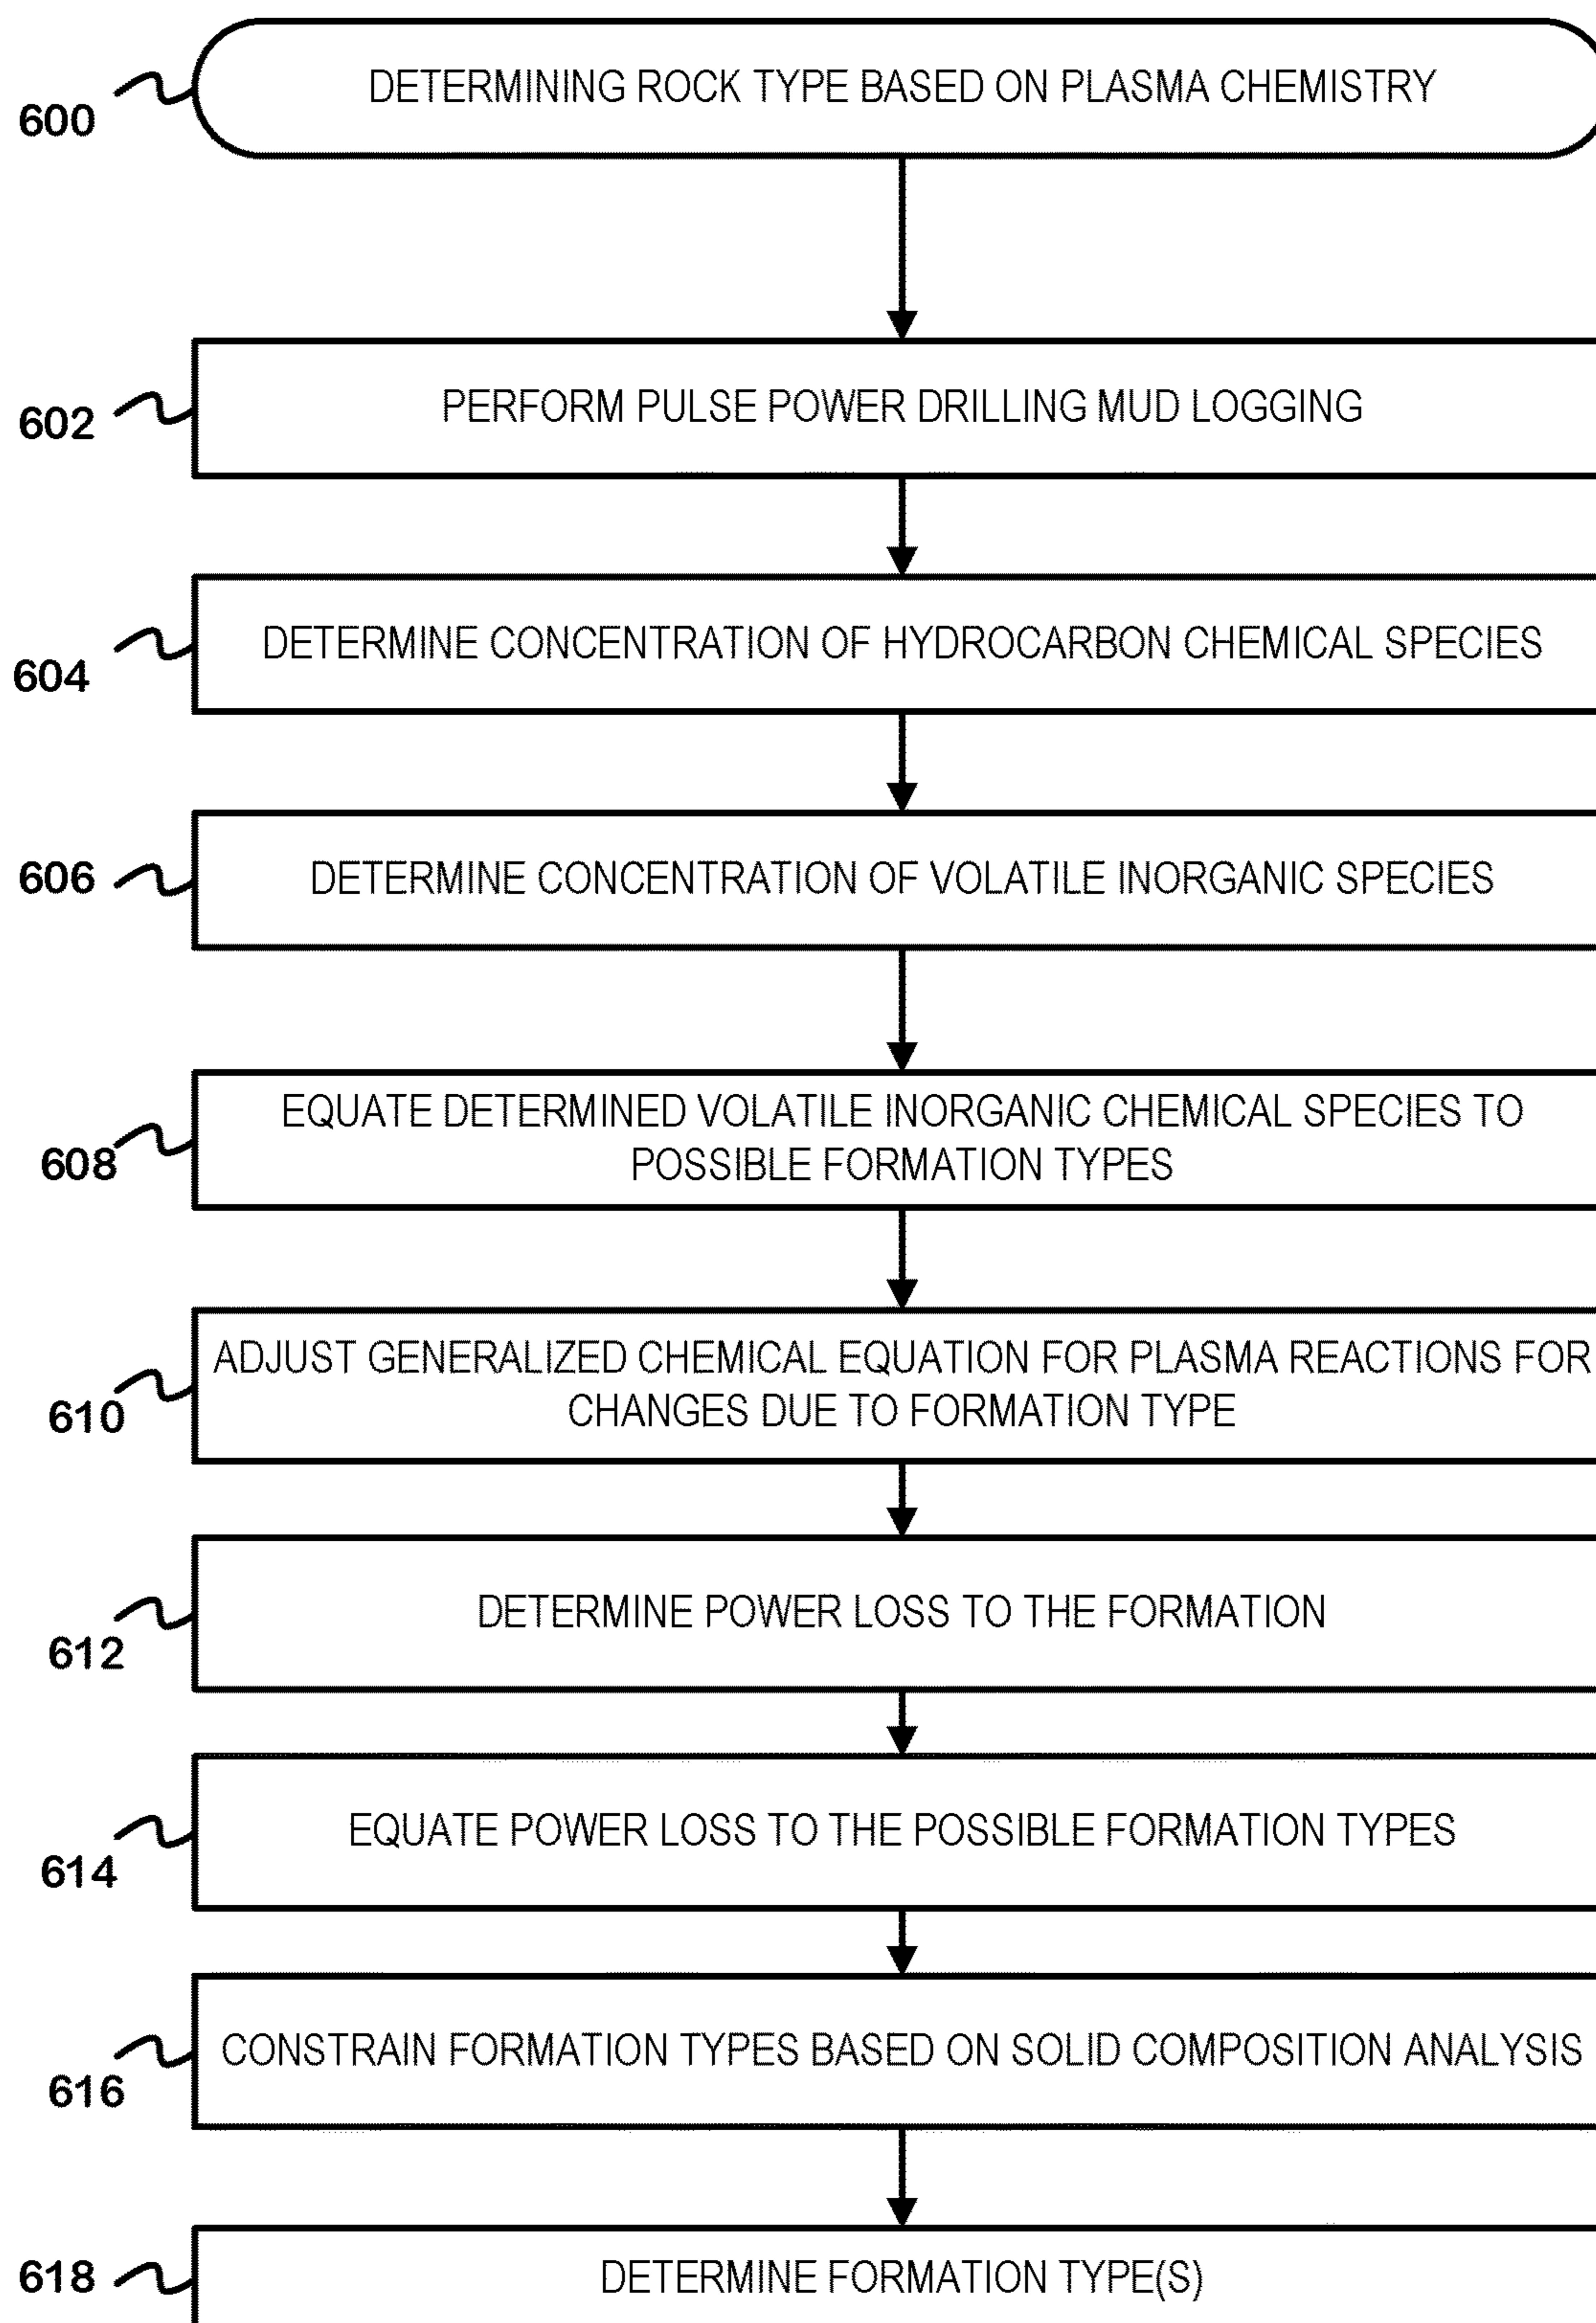 600
DETERMINING ROCK TYPE BASED ON PLASMA CHEMISTRY
602
PERFORM PULSE POWER DRILLING MUD LOGGING
604
DETERMINE CONCENTRATION OF HYDROCARBON CHEMICAL SPECIES
606
DETERMINE CONCENTRATION OF VOLATILE INORGANIC SPECIES
608
EQUATE DETERMINED VOLATILE INORGANIC CHEMICAL SPECIES TO
POSSIBLE FORMATION TYPES
610
ADJUST GENERALIZED CHEMICAL EQUATION FOR PLASMA REACTIONS FOR
CHANGES DUE TO FORMATION TYPE
612
DETERMINE POWER LOSS TO THE FORMATION
614
EQUATE POWER LOSS TO THE POSSIBLE FORMATION TYPES
616
CONSTRAIN FORMATION TYPES BASED ON SOLID COMPOSITION ANALYSIS
618
DETERMINE FORMATION TYPE(S)